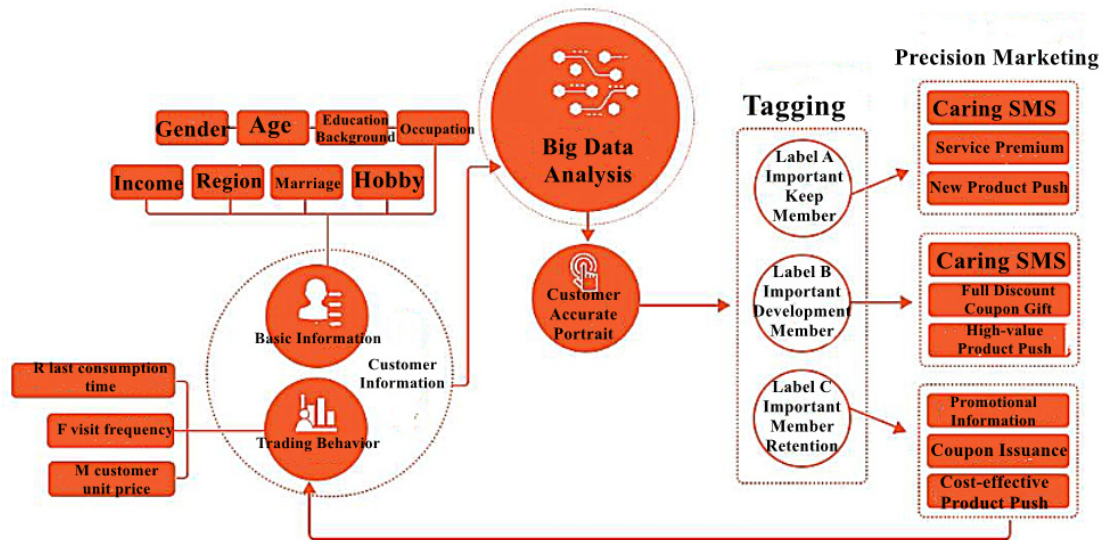 Precision Marketing
Tagging
Big Data
Analysis
Gender
Age
Education
Background
Occupation
Income
Region
Marriage
Hobby
Basic Information
Customer
Information
Trading Behavior
R last consumption
time
F visit frequency
M customer
unit price
Customer
Accurate
Portrait
Label A
Important
Keep
Member
Label B
Important
Development
Member
Label C
Important
Member
Retention
Caring SMS
Service Premium
New Product Push
Caring SMS
Full Discount
Coupon Gift
High-value
Product Push
Promotional
Information
Coupon Issuance
Cost-effective
Product Push